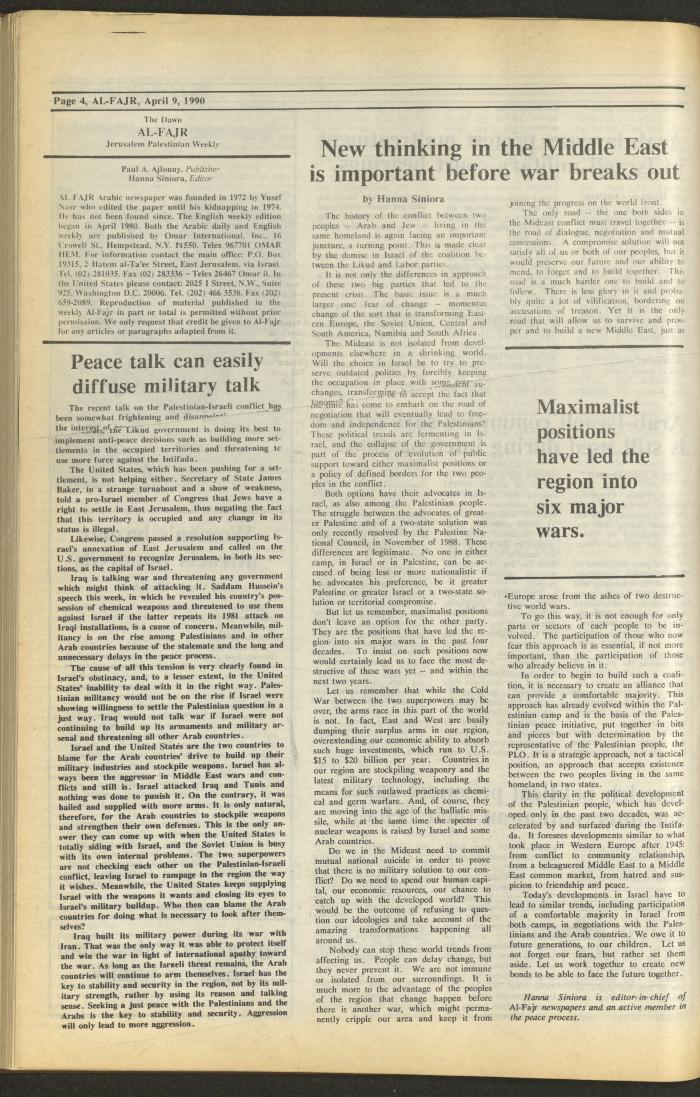 Page 4, AL-FAJR, April 9, 1990
The Dawn
AL-FAJR
Jerusalem Palestinian Weekly
Paul A. Ajlouny, Publisher
Hanna Siniora, Editor
AL FAJR Arabic newspaper was founded in 1972 by Yusef
Nasr who edited the paper until his kidnapping in 1974.
He has not been found since. The English weekly edition
began in April 1980. Both the Arabic daily and English
weekly are published by Omar International, Inc., 16
Crowell St., Hempstead, N.Y. 11550. Telex 967701 OMAR
HEM. For information contact the main office: P.O. Box
19315, 2 Hatem al-Ta'ee Street, East Jerusalem, via Israel.
Tel. (02) 281035. Fax (02) 283336 – Telex 26467 Omar il. In
the United States please contact: 2025 I Street, N.W., Suite
925, Washington D.C. 20006. Tel. (202) 466 3538, Fax (202)
659-2089. Reproduction of material published in the
weekly Al-Fajr in part or total is permitted without prior
permission. We only request that credit be given to Al-Fajr
for any articles or paragraphs adapted from it.
Peace talk can easily
diffuse military talk
The recent talk on the Palestinian-Israeli conflict has
been somewhat frightening and
the interest of the Likud government is doing its best to
implement anti-peace decisions such as building more set-
tlements in the occupied territories and threatening to
use more force against the Intifada.
The United States, which has been pushing for a set-
tlement, is not helping either. Secretary of State James
Baker, in a strange turnabout and a show of weakness,
told a pro-Israel member of Congress that Jews have a
right to settle in East Jerusalem, thus negating the fact
that this territory is occupied and any change in its
status is illegal.
Likewise, Congress passed a resolution supporting Is-
rael's annexation of East Jerusalem and called on the
U.S. government to recognize Jerusalem, in both its sec-
tions, as the capital of Israel.
Iraq is talking war and threatening any government
which might think of attacking it. Saddam Hussein's
speech this week, in which he revealed his country's pos-
session of chemical weapons and threatened to use them
against Israel if the latter repeats its 1981 attack on
Iraqi installations, is a cause of concern. Meanwhile, mil-
itancy is on the rise among Palestinians and in other
Arab countries because of the stalemate and the long and
unnecessary delays in the peace process.
The cause of all this tension is very clearly found in
Israel's obstinacy, and, to a lesser extent, in the United
States' inability to deal with it in the right way. Pales-
tinian militancy would not be on the rise if Israel were
showing willingness to settle the Palestinian question in a
just way. Iraq would not talk war if Israel were not
continuing to build up its armaments and military ar-
senal and threatening all other Arab countries.
Israel and the United States are the two countries to
blame for the Arab countries' drive to build up their
military industries and stockpile weapons. Israel has al-
ways been the aggressor in Middle East wars and con-
flicts and still is. Israel attacked Iraq and Tunis and
nothing was done to punish it. On the contrary, it was
hailed and supplied with more arms. It is only natural,
therefore, for the Arab countries to stockpile weapons
and strengthen their own defenses. This is the only an-
swer they can come up with when the United States is
totally siding with Israel, and the Soviet Union is busy
with its own internal problems. The two superpowers
are not checking each other on the Palestinian-Israeli
conflict, leaving Israel to rampage in the region the way
it wishes. Meanwhile, the United States keeps supplying
Israel with the weapons it wants and closing its eyes to
Israel's military buildup. Who then can blame the Arab
countries for doing what is necessary to look after them-
selves?
Iraq built its military power during its war with
Iran. That was the only way it was able to protect itself
and win the war in light of international apathy toward
the war. As long as the Israeli threat remains, the Arab
countries will continue to arm themselves. Israel has the
key to stability and security in the region, not by its mil-
itary strength, rather by using its reason and talking
sense. Seeking a just peace with the Palestinians and the
Arabs is the key to stability and security. Aggression
will only lead to more aggression.
New thinking in the Middle East
is important before war breaks out
by Hanna Siniora
The history of the conflict between two
peoples – Arab and Jew – living in the
same homeland is again facing an important
juncture, a turning point. This is made clear
by the demise in Israel of the coalition be-
tween the Likud and Labor parties.
It is not only the differences in approach
of these two big parties that led to the
present crisis. The basic issue is a much
larger one: fear of change – momentus
change of the sort that is transforming East-
ern Europe, the Soviet Union, Central and
South America, Namibia and South Africa.
The Mideast is not isolated from devel-
opments elsewhere in a shrinking world.
Will the choice in Israel be to try to pre-
serve outdated politics by forcibly keeping
the occupation in place with some
changes, transforming to accept the fact that
come to embark on the road of
negotiation that will eventually lead to free-
dom and independence for the Palestinians?
These political trends are fermenting in Is-
rael, and the collapse of the government is
part of the process of evolution of public
support toward either maximalist positions or
a policy of defined borders for the two peo-
ples in the conflict.
Both options have their advocates in Is-
rael, as also among the Palestinian people.
The struggle between the advocates of great-
er Palestine and of a two-state solution was
only recently resolved by the Palestine Na-
tional Council, in November of 1988. These
differences are legitimate. No one in either
camp, in Israel or in Palestine, can be ac-
cused of being less or more nationalistic if
he advocates his preference, be it greater
Palestine or greater Israel or a two-state so-
lution or territorial compromise.
But let us remember, maximalist positions
don't leave an option for the other party.
They are the positions that have led the re-
gion into six major wars in the past four
decades. To insist on such positions now
would certainly lead us to face the most de-
structive of these wars yet – and within the
next two years.
Let us remember that while the Cold
War between the two superpowers may be
over, the arms race in this part of the world
is not. In fact, East and West are busily
dumping their surplus arms in our region,
overextending our economic ability to absorb
such huge investments, which run to U.S.
$15 to $20 billion per year. Countries in
our region are stockpiling weaponry and the
latest military technology, including the
means for such outlawed practices as chemi-
cal and germ warfare. And, of course, they
are moving into the age of the ballistic mis-
sile, while at the same time the specter of
nuclear weapons is raised by Israel and some
Arab countries.
Do we in the Mideast need to commit
mutual national suicide in order to prove
that there is no military solution to our con-
flict? Do we need to spend our human capi-
tal, our economic resources, our chance to
catch up with the developed world? This
would be the outcome of refusing to ques-
tion our ideologies and take account of the
amazing transformations happening all
around us.
Nobody can stop these world trends from
affecting us. People can delay change, but
they never prevent it. We are not immune
or isolated from our surroundings. It is
much more to the advantage of the peoples
of the region that change happen before
there is another war, which might perma-
nently cripple our area and keep it from
joining the progress on the world front.
The only road – the one both sides in
the Mideast conflict must travel together – is
the road of dialogue, negotiation and mutual
concessions. A compromise solution will not
satisfy all of us or both of our peoples, but it
would preserve our future and our ability to
mend, to forget and to build together. This
road is a much harder one to build and to
follow. There is less glory in it and proba-
bly quite a lot of vilification, bordering on
accusations of treason. Yet it is the only
road that will allow us to survive and pros-
per and to build a new Middle East, just as
Maximalist
positions
have led the
region into
six major
wars.
Europe arose from the ashes of two destruc-
tive world wars.
To go this way, it is not enough for only
parts or sectors of each people to be in-
volved. The participation of those who now
fear this approach is as essential, if not more
important, than the participation of those
who already believe in it.
In order to begin to build such a coali-
tion, it is necessary to create an alliance that
can provide a comfortable majority. This
approach has already evolved within the Pal-
estinian camp and is the basis of the Pales-
tinian peace initiative, put together in bits
and pieces but with determination by the
representative of the Palestinian people, the
PLO. It is a strategic approach, not a tactical
position, an approach that accepts existence
between the two peoples living in the same
homeland, in two states.
This clarity in the political development
of the Palestinian people, which has devel-
oped only in the past two decades, was ac-
celerated by and surfaced during the Intifa-
da. It foresees developments similar to what
took place in Western Europe after 1945:
from conflict to community relationship,
from a beleaguered Middle East to a Middle
East common market, from hatred and sus-
picion to friendship and peace.
Today's developments in Israel have to
lead to similar trends, including participation
of a comfortable majority in Israel from
both camps, in negotiations with the Pales-
tinians and the Arab countries. We owe it to
future generations, to our children. Let us
not forget our fears, but rather set them
aside. Let us work together to create new
bonds to be able to face the future together.
Hanna Siniora is editor-in-chief of
Al-Fajr newspapers and an active member in
the peace process.